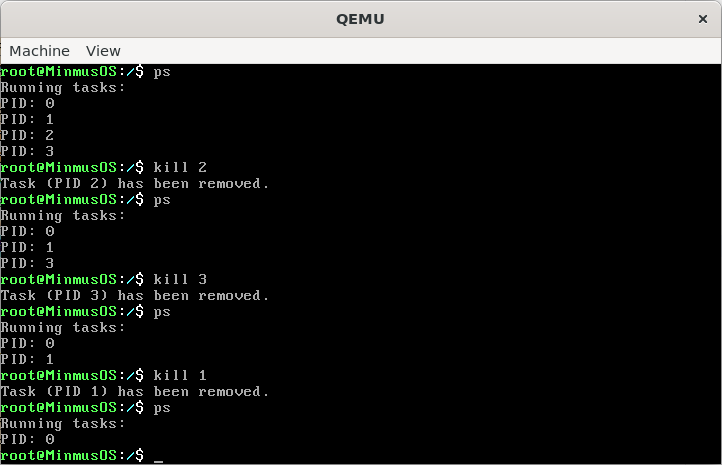 QEMU
×
Machine View
root@MinmusOS:/$ ps
Running tasks:
PID: 0
PID: 1
PID: 2
PID: 3
root@MinmusOS:/$ kill 2
Task (PID 2) has been removed.
root@MinmusOS:/$ ps
Running tasks:
PID: 0
PID: 1
PID: 3
root@MinmusOS:/$ kill 3
Task (PID 3) has been removed.
root@MinmusOS:/$ ps
Running tasks:
PID: 0
PID: 1
root@MinmusOS:/$ kill 1
Task (PID 1) has been removed.
root@MinmusOS:/$ ps
Running tasks:
PID: 0
root@MinmusOS:/$ _